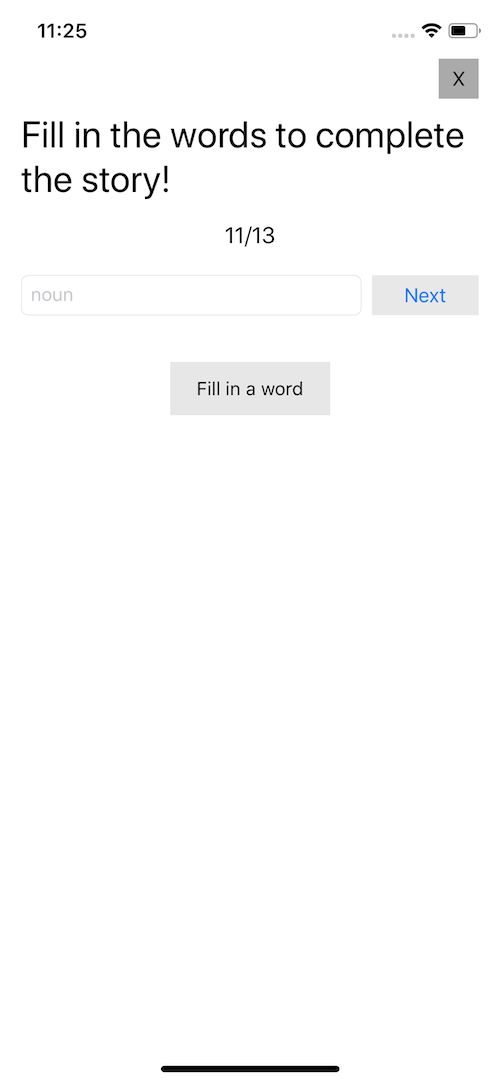 11:25
X
Fill in the words to complete
the story!
11/13
noun
Next
Fill in a word